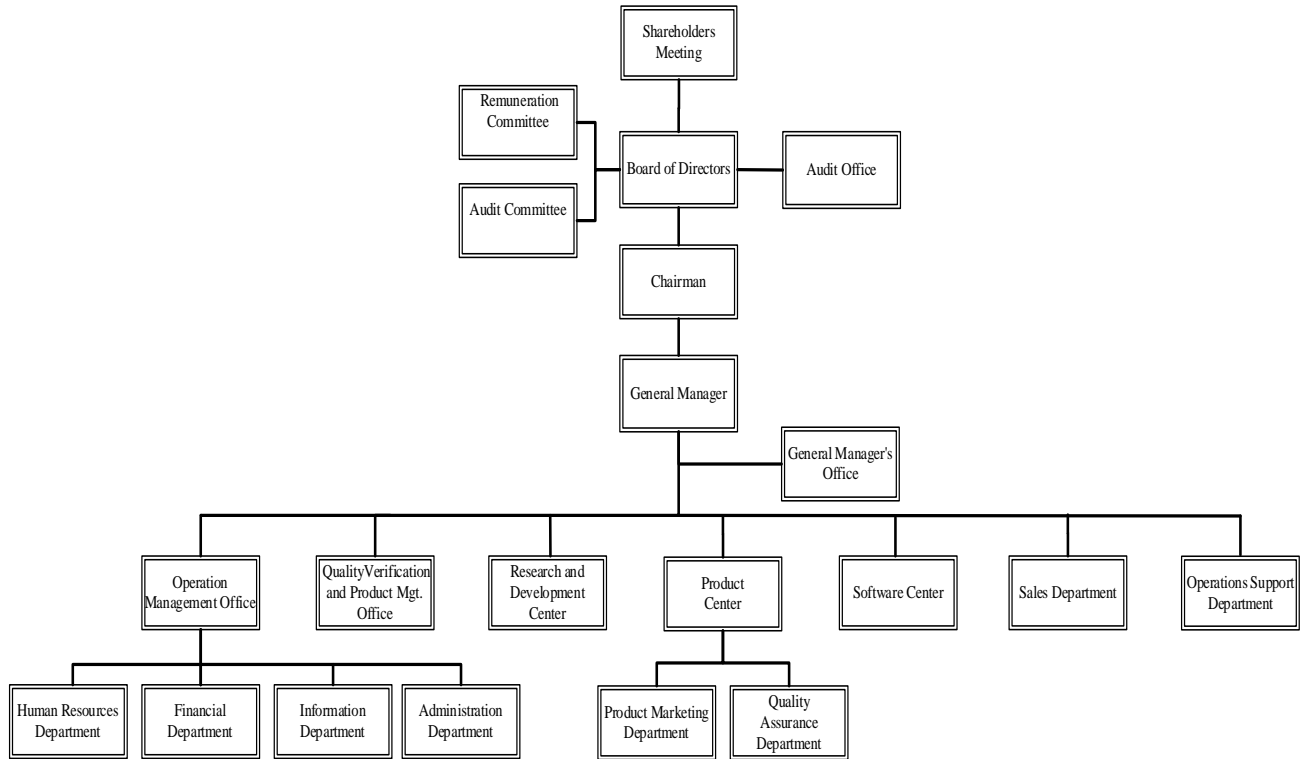 Shareholders
Meeting
Remuneration
Committee
Board of Directors
Audit Office
Audit Committee
Chairman
General Manager
General Manager's
Office
Operation
Management Office
QualityVerification
and Product Mgt.
Office
Research and
Development
Center
Product
Center
Software Center
Sales Department
Operations Support
Department
Human Resources
Department
Financial
Department
Information
Department
Administration
Department
Product Marketing
Department
Quality
Assurance
Department